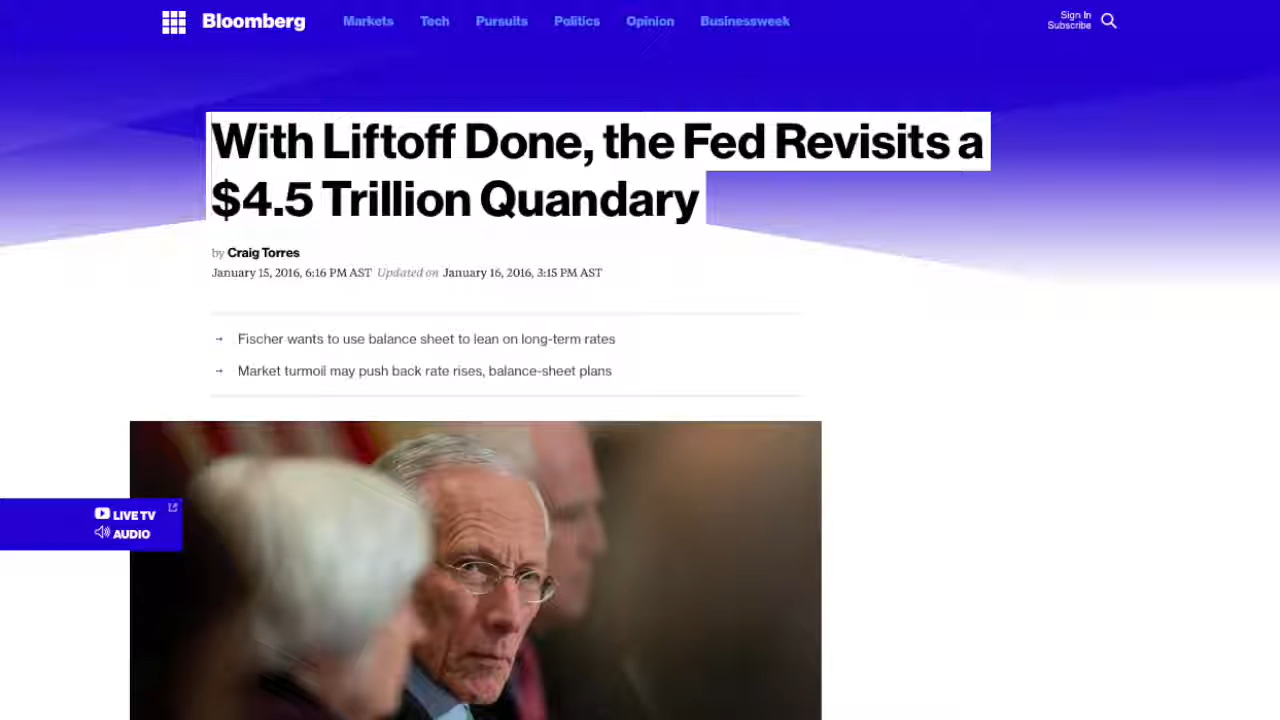 Bloomberg Markets Tech Pursuits Politics Opinion Businessweek Sign In
Subscribe
With Liftoff Done, the Fed Revisits a
$4.5 Trillion Quandary
by Craig Torres
January 15, 2016, 6:16 PM AST Updated on January 16, 2016, 3:15 PM AST
→ Fischer wants to use balance sheet to lean on long-term rates
→ Market turmoil may push back rate rises, balance-sheet plans
LIVE TV
AUDIO